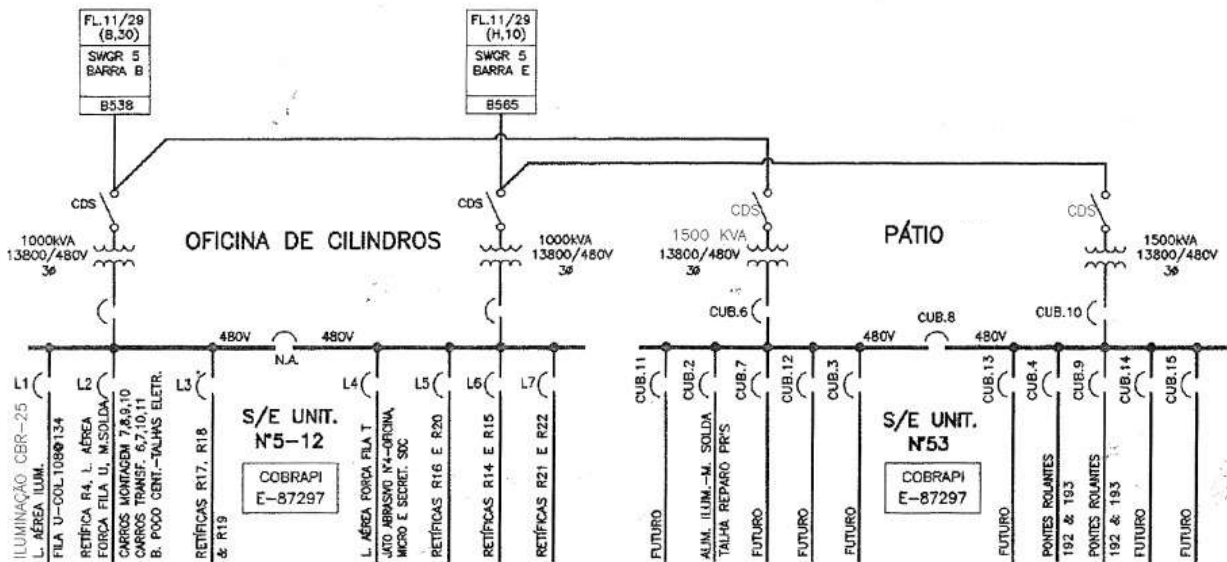 FL.11/29
(B,30)
SWGR 5
BARRA B
B538
FL.11/29
(H,10)
SWGR 5
BARRA E
B565
CDS
CDS
CDS
CDS
1000kVA
13800/480V
3ø
OFICINA DE CILINDROS
1000kVA
13800/480V
3ø
1500 KVA
13800/480V
3ø
PÁTIO
1500kVA
13800/480V
3ø
CUB.6
CUB.8
CUB.10
480V
480V
N.A.
480V
480V
L1
L2
L3
L4
L5
L6
L7
CUB.11
CUB.2
CUB.7
CUB.12
CUB.3
CUB.13
CUB.4
CUB.9
CUB.14
CUB.15
ILUMINAÇÃO CBR-25
L. AÉREA ILUM.
FILA U-COL.108@134
RETÍFICA R4, L. AÉREA
FORÇA FILA U, M.SOLDA
CARROS MONTAGEM 7,8,9,10
CARROS TRANSF. 6,7,10,11
B. POCO CENT.-TALHAS ELETR.
RETÍFICAS R17, R18
& R19
S/E UNIT.
Nº5-12
COBRAPI
E-87297
L. AÉREA FORÇA FILA T
JATO ABRASIVO Nº4-OFICINA,
MICRO E SECRET. SOC
RETÍFICAS R16 E R20
RETÍFICAS R14 E R15
RETÍFICAS R21 E R22
FUTURO
ALIM. ILUM.-M. SOLDA
TALHA REPARO PR'S
FUTURO
FUTURO
FUTURO
S/E UNIT.
Nº53
COBRAPI
E-87297
FUTURO
PONTES ROLANTES
192 & 193
PONTES ROLANTES
192 & 193
FUTURO
FUTURO